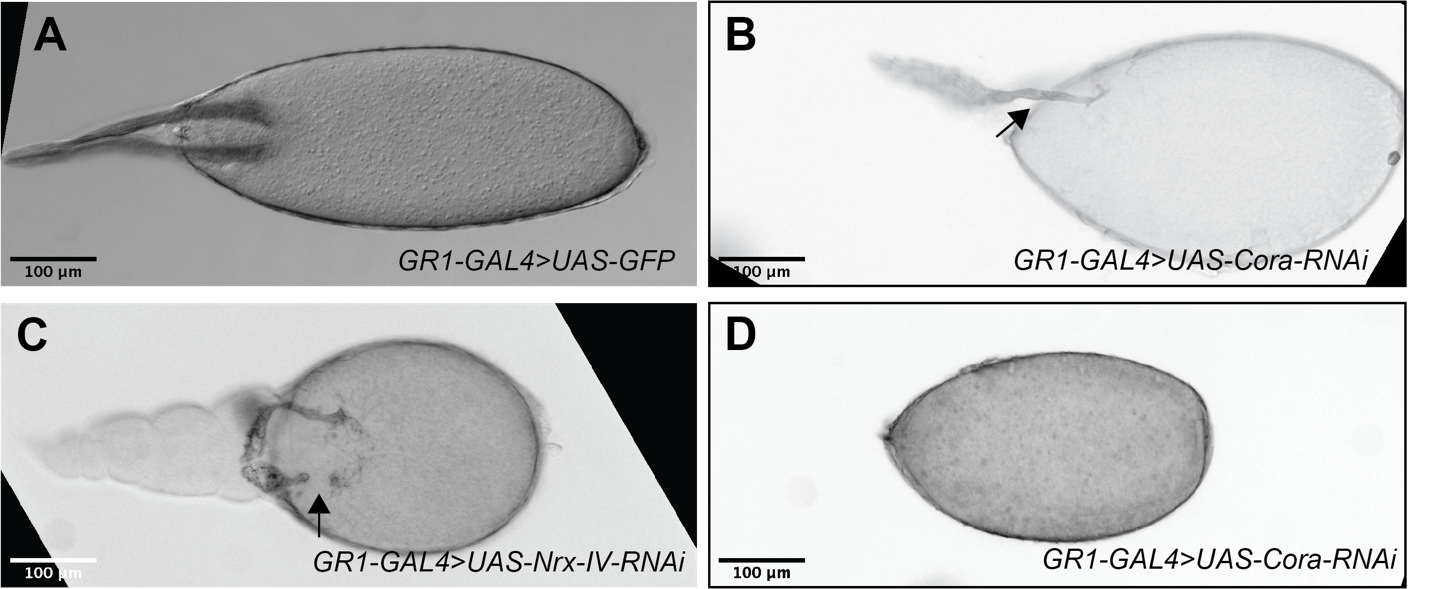 A
100 µm
GR1-GAL4>UAS-GFP
B
100 µm
GR1-GAL4>UAS-Cora-RNAi
C
100 µm
GR1-GAL4>UAS-Nrx-IV-RNAi
D
100 µm
GR1-GAL4>UAS-Cora-RNAi